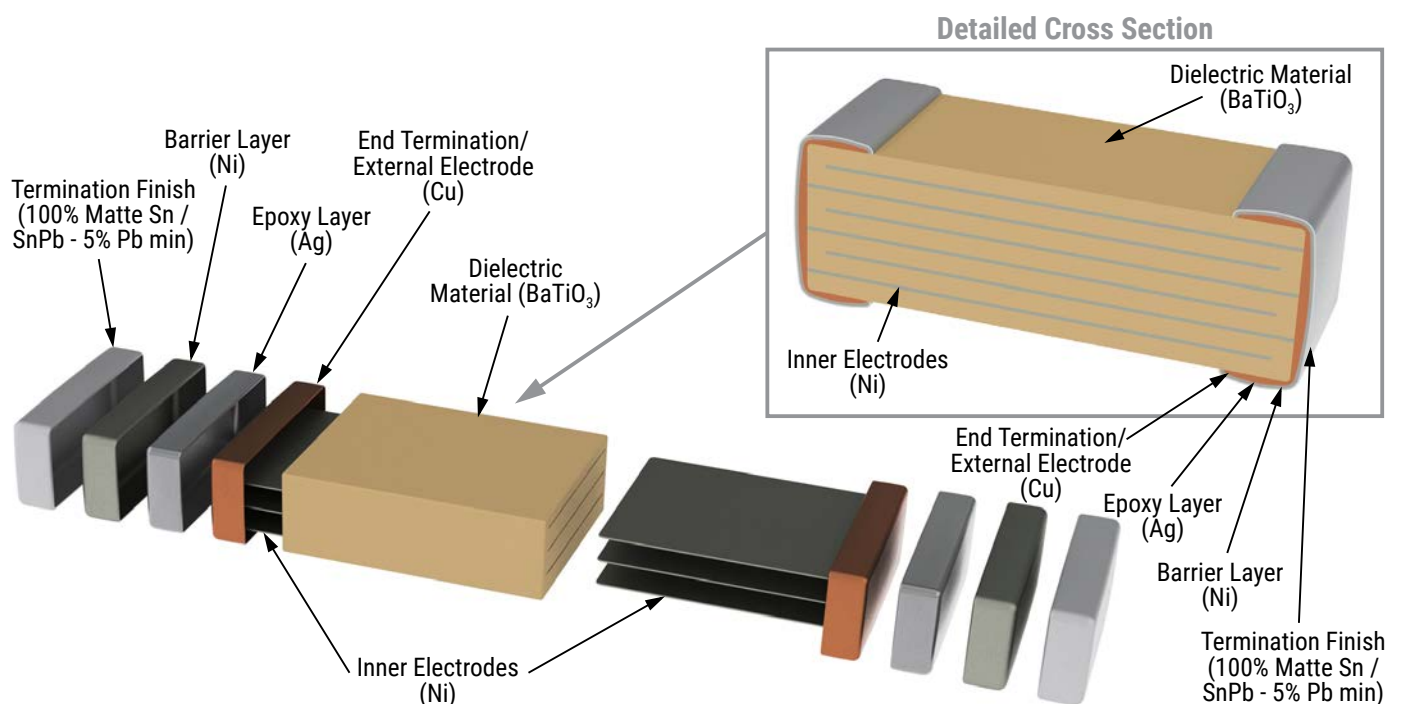 Detailed Cross Section
Dielectric Material
(BaTiO₃)
Inner Electrodes
(Ni)
Termination Finish
(100% Matte Sn /
SnPb - 5% Pb min)
Barrier Layer
(Ni)
Epoxy Layer
(Ag)
End Termination/
External Electrode
(Cu)
Dielectric
Material (BaTiO₃)
Inner Electrodes
(Ni)
End Termination/
External Electrode
(Cu)
Epoxy Layer
(Ag)
Barrier Layer
(Ni)
Termination Finish
(100% Matte Sn /
SnPb - 5% Pb min)